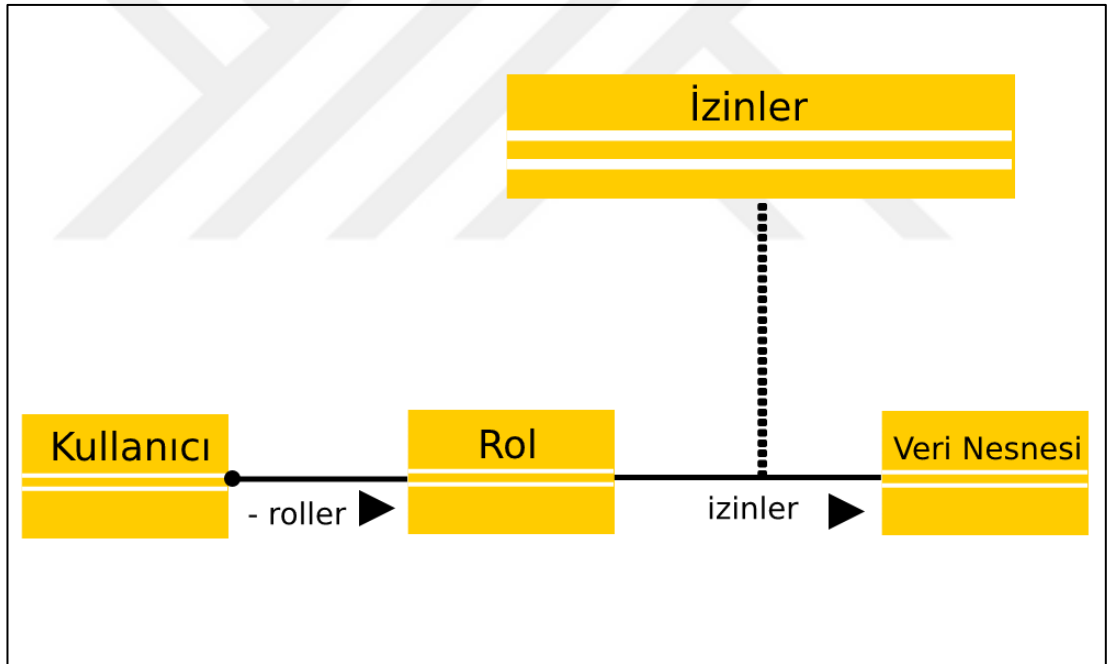 İzinler
Kullanıcı
Rol
Veri Nesnesi
- roller
izinler